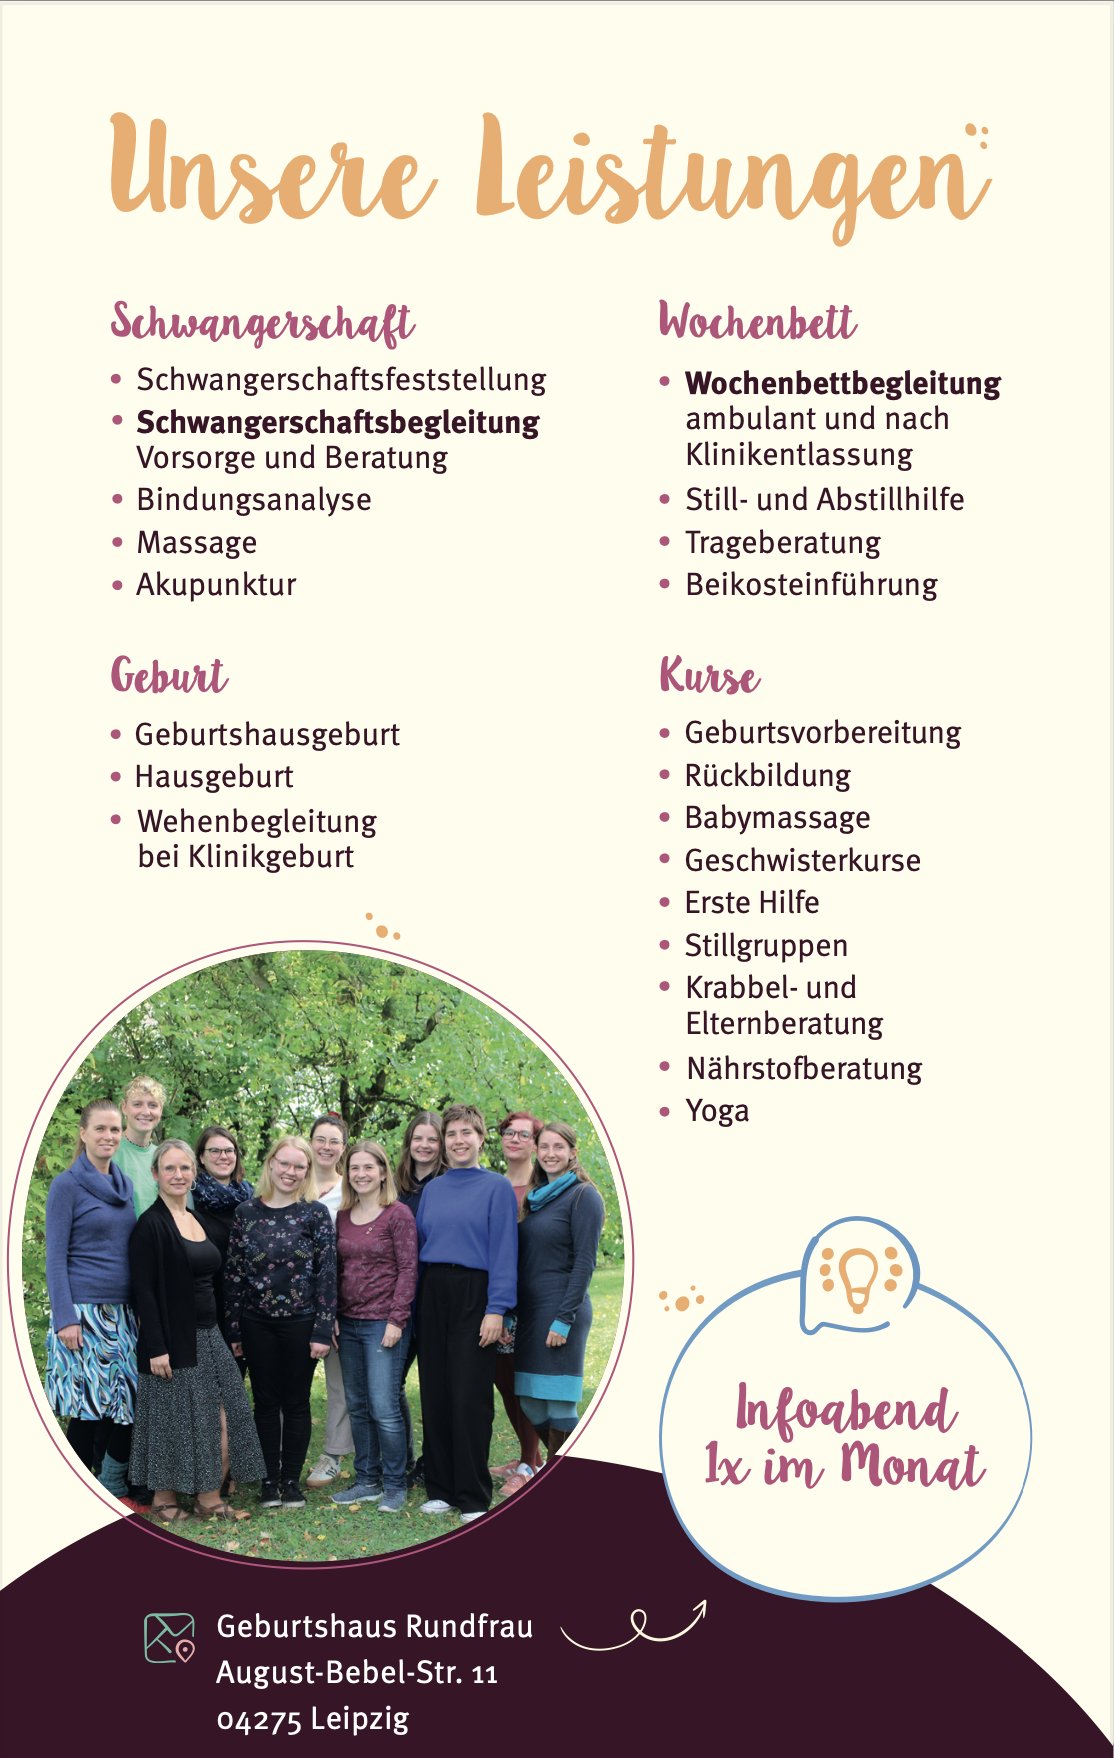 Unsere Leistungen
Schwangerschaft
• Schwangerschaftsfeststellung
• Schwangerschaftsbegleitung
Vorsorge und Beratung
• Bindungsanalyse
• Massage
• Akupunktur
Geburt
• Geburtshausgeburt
• Hausgeburt
• Wehenbegleitung
bei Klinikgeburt
Wochenbett
• Wochenbettbegleitung
ambulant und nach
Klinikentlassung
• Still- und Abstillhilfe
• Trageberatung
• Beikosteinführung
Kurse
• Geburtsvorbereitung
• Rückbildung
• Babymassage
• Geschwisterkurse
• Erste Hilfe
• Stillgruppen
• Krabbel- und
Elternberatung
• Nährstofberatung
• Yoga
Infoabend
1x im Monat
Geburtshaus Rundfrau
August-Bebel-Str. 11
04275 Leipzig